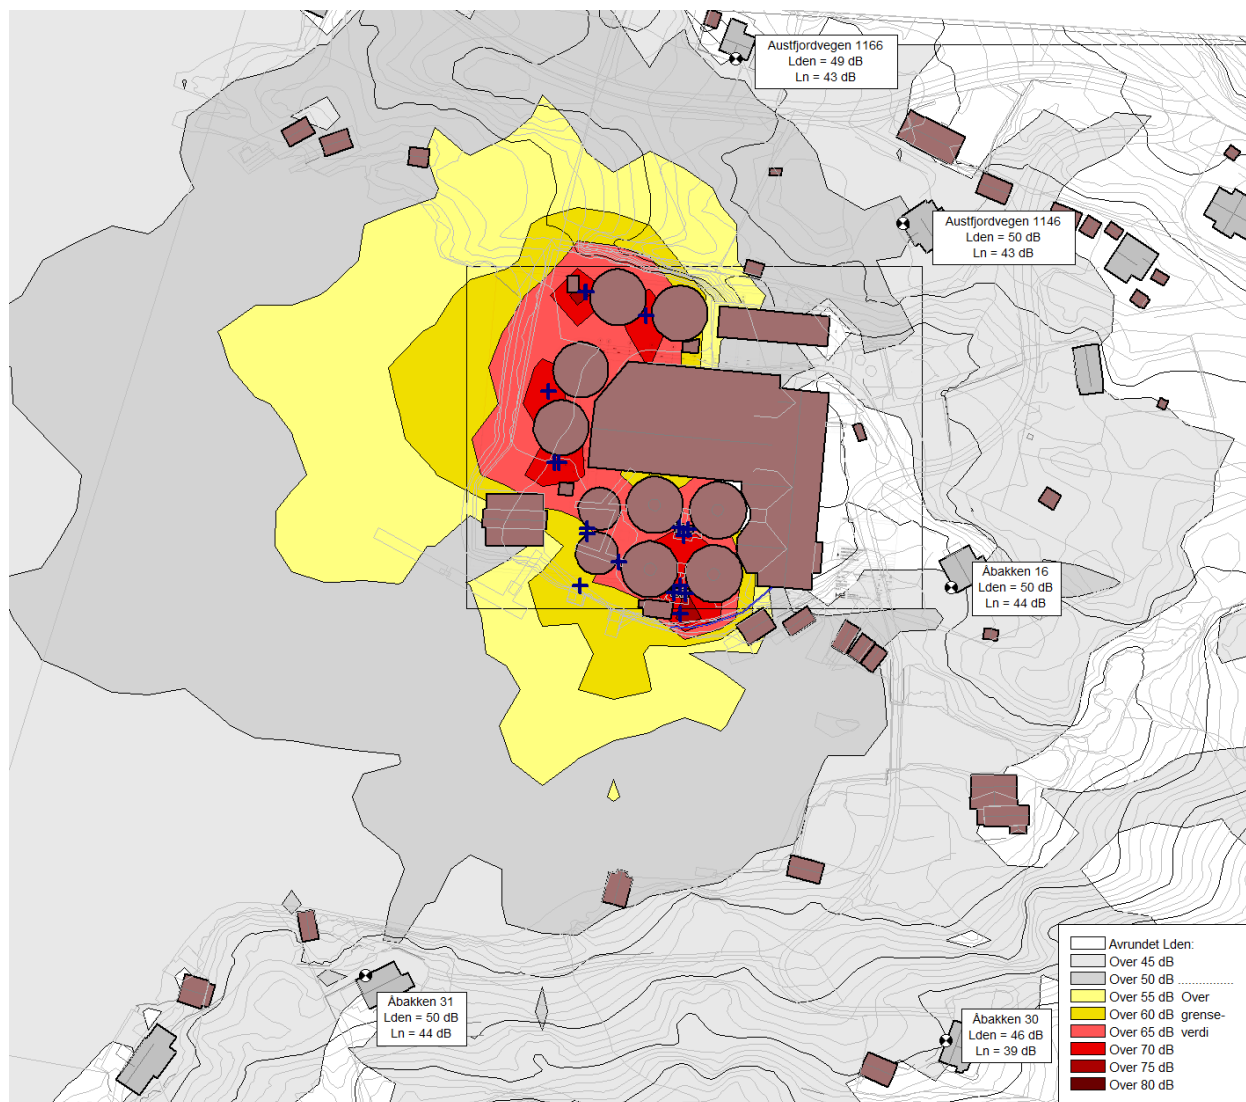 Austfjordvegen 1166
Lden = 49 dB
Ln = 43 dB
Austfjordvegen 1146
Lden = 50 dB
Ln = 43 dB
Åbakken 16
Lden = 50 dB
Ln = 44 dB
Åbakken 31
Lden = 50 dB
Ln = 44 dB
Åbakken 30
Lden = 46 dB
Ln = 39 dB
Avrundet Lden:
Over 45 dB
Over 50 dB ...................
Over 55 dB Over
Over 60 dB grense-
Over 65 dB verdi
Over 70 dB
Over 75 dB
Over 80 dB